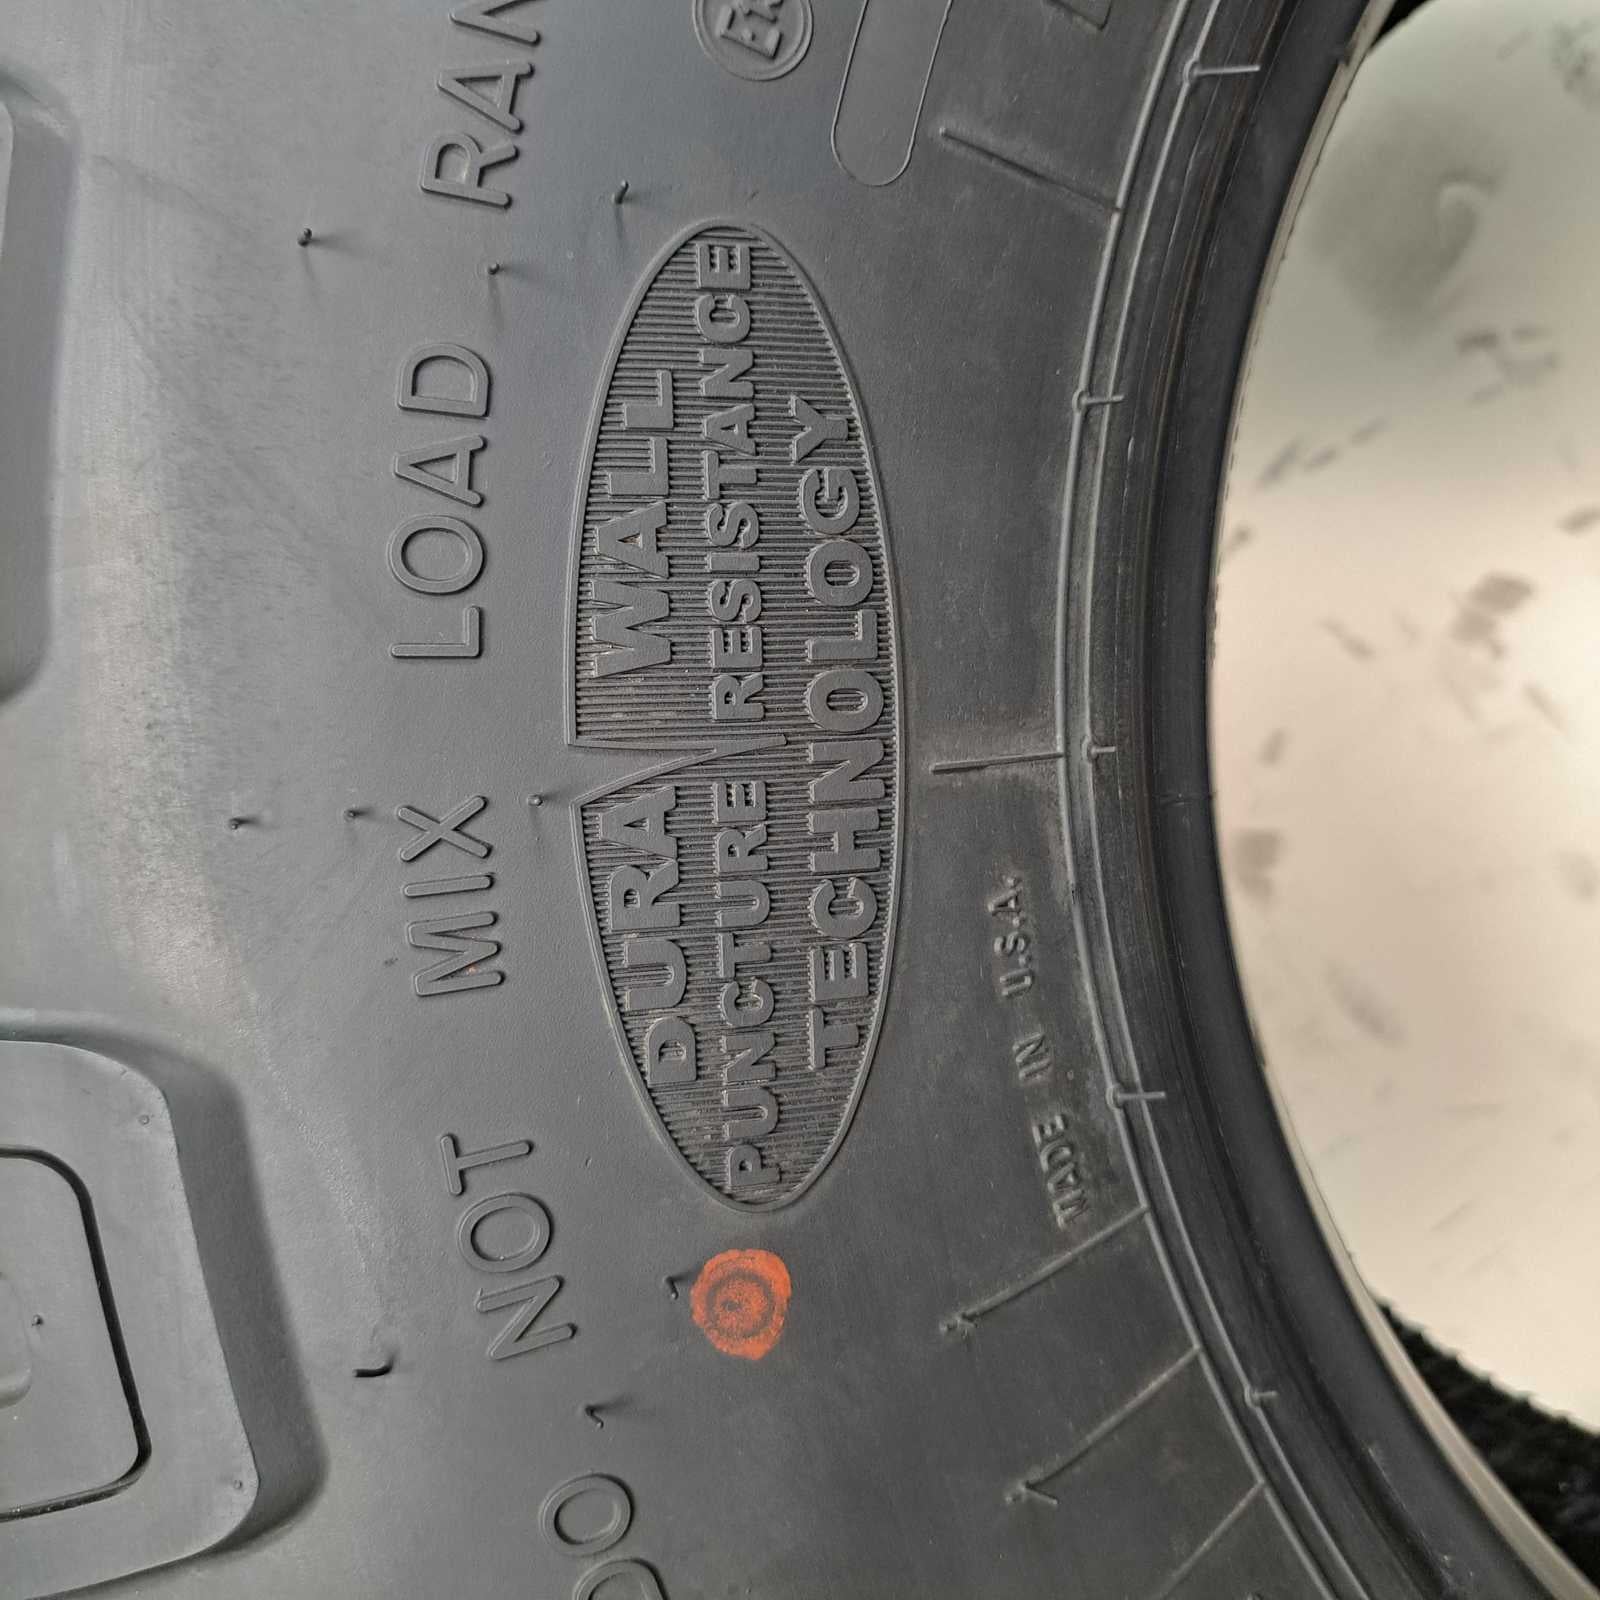 DO NOT MIX LOAD RAN
DURA WALL
PUNCTURE RESISTANCE
TECHNOLOGY
MADE IN U.S.A.